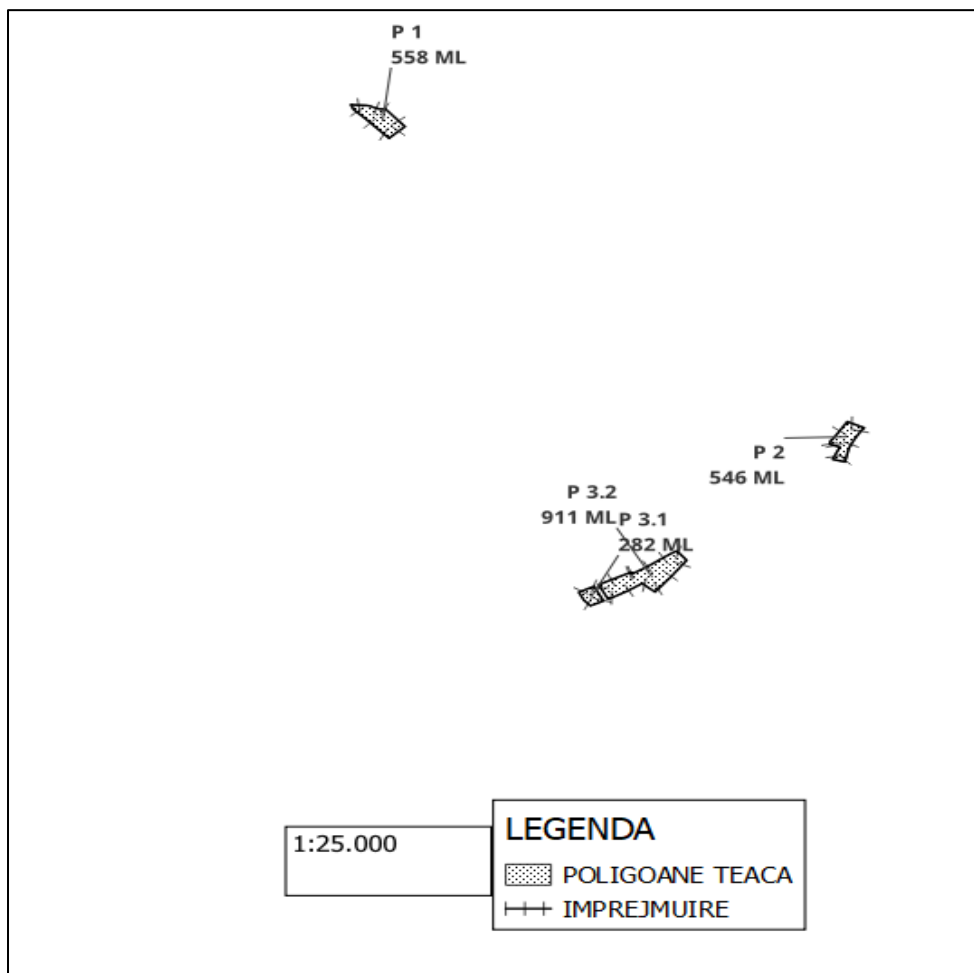 P 1
558 ML
P 2
546 ML
P 3.2
911 ML
P 3.1
282 ML
1:25.000
LEGENDA
POLIGOANE TEACA
IMPREJMUIRE